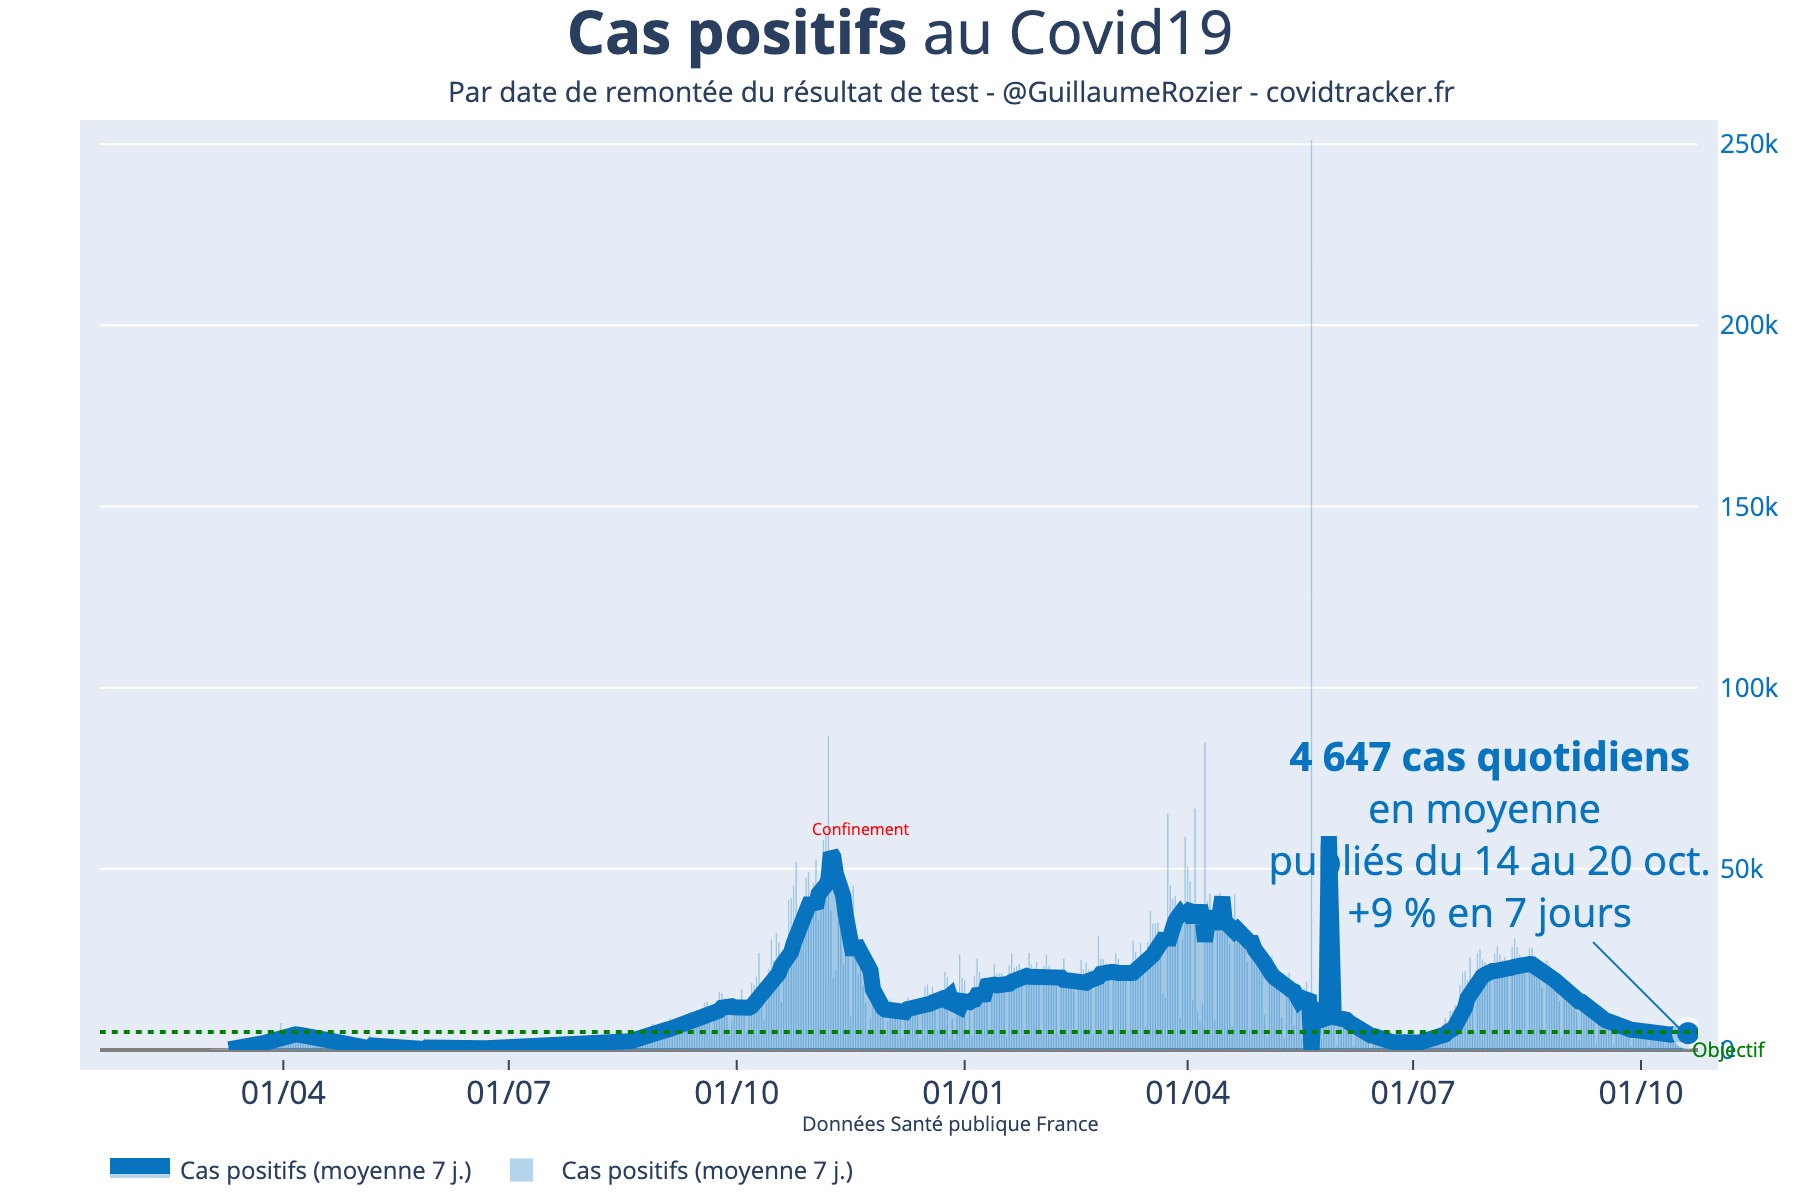 Cas positifs au Covid19
Par date de remontée du résultat de test - @GuillaumeRozier - covidtracker.fr
250k
200k
150k
100k
50k
0
4 647 cas quotidiens
en moyenne
publiés du 14 au 20 oct.
+9 % en 7 jours
Confinement
Objectif
01/04
01/07
01/10
01/01
01/04
01/07
01/10
Données Santé publique France
Cas positifs (moyenne 7 j.)
Cas positifs (moyenne 7 j.)